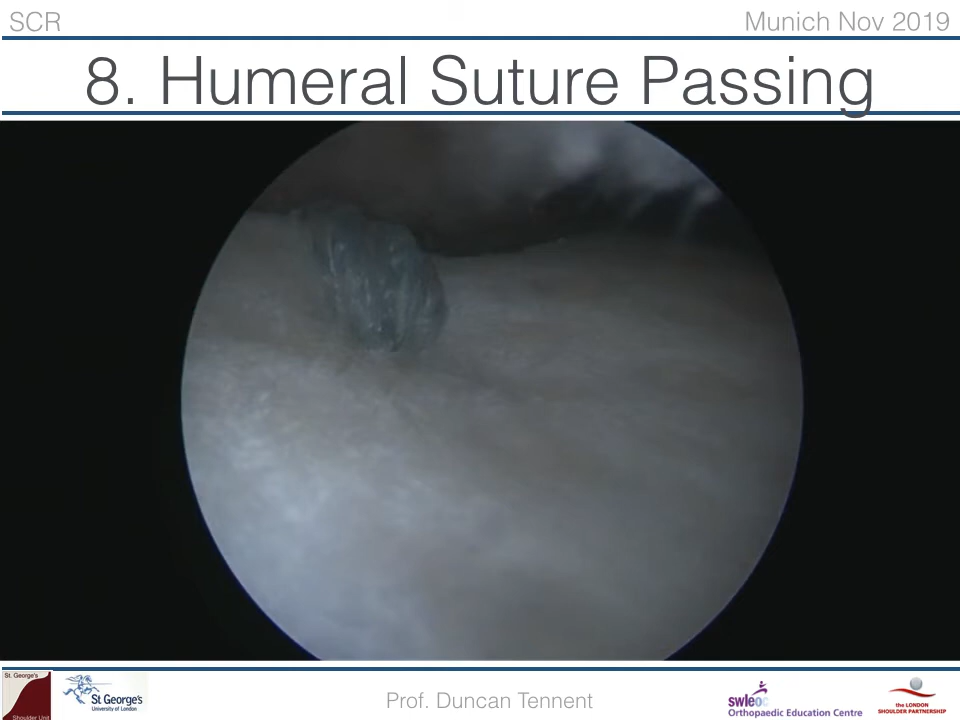 SCR
Munich Nov 2019
8. Humeral Suture Passing
St. George's
Shoulder Unit
St George's
University of London
Prof. Duncan Tennent
swleoc
Orthopaedic Education Centre
the LONDON
SHOULDER PARTNERSHIP